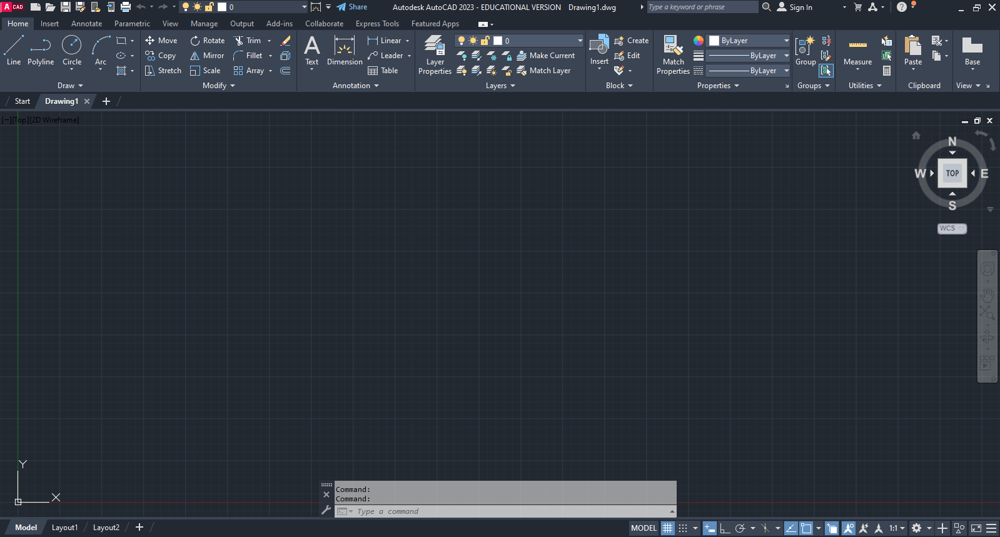 A CAD 0 Share Autodesk AutoCAD 2023 - EDUCATIONAL VERSION Drawing1.dwg Type a keyword or phrase Sign In
Home Insert Annotate Parametric View Manage Output Add-ins Collaborate Express Tools Featured Apps
Line Polyline Circle Arc
Move Rotate Trim
Copy Mirror Fillet
Stretch Scale Array
Text Dimension
Linear
Leader
Table
Layer Properties
0
Make Current
Match Layer
Insert
Create
Edit
Match Properties
ByLayer
ByLayer
ByLayer
Group
Measure
Paste
Base
Draw Modify Annotation Layers Block Properties Groups Utilities Clipboard View
Start Drawing1
[−][Top][2D Wireframe]
N
W TOP E
S
WCS
Y
X
Command:
Command:
Type a command
Model Layout1 Layout2 MODEL 1:1